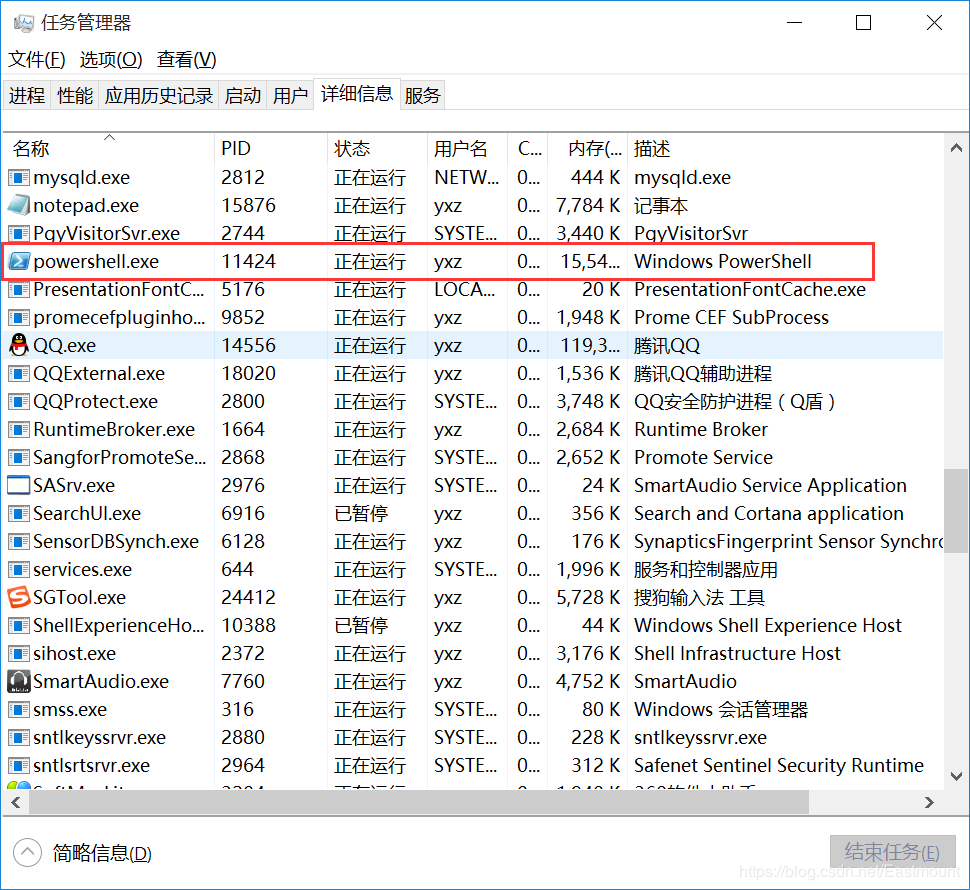 任务管理器
文件(F) 选项(O) 查看(V)
进程 性能 应用历史记录 启动 用户 详细信息 服务
名称 PID 状态 用户名 C... 内存(... 描述
mysqld.exe 2812 正在运行 NETW... 0... 444 K mysqld.exe
notepad.exe 15876 正在运行 yxz 0... 7,784 K 记事本
PgyVisitorSvr.exe 2744 正在运行 SYSTE... 0... 3,440 K PgyVisitorSvr
powershell.exe 11424 正在运行 yxz 0... 15,54... Windows PowerShell
PresentationFontC... 5176 正在运行 LOCA... 0... 20 K PresentationFontCache.exe
promecefpluginho... 9852 正在运行 yxz 0... 1,948 K Prome CEF SubProcess
QQ.exe 14556 正在运行 yxz 0... 119,3... 腾讯QQ
QQExternal.exe 18020 正在运行 yxz 0... 1,536 K 腾讯QQ辅助进程
QQProtect.exe 2800 正在运行 SYSTE... 0... 3,748 K QQ安全防护进程（Q盾）
RuntimeBroker.exe 1664 正在运行 yxz 0... 2,684 K Runtime Broker
SangforPromoteSe... 2868 正在运行 SYSTE... 0... 2,652 K Promote Service
SASrv.exe 2976 正在运行 SYSTE... 0... 24 K SmartAudio Service Application
SearchUI.exe 6916 已暂停 yxz 0... 356 K Search and Cortana application
SensorDBSynch.exe 6128 正在运行 yxz 0... 176 K SynapticsFingerprint Sensor Synchro
services.exe 644 正在运行 SYSTE... 0... 1,996 K 服务和控制器应用
SGTool.exe 24412 正在运行 yxz 0... 5,728 K 搜狗输入法 工具
ShellExperienceHo... 10388 已暂停 yxz 0... 44 K Windows Shell Experience Host
sihost.exe 2372 正在运行 yxz 0... 3,176 K Shell Infrastructure Host
SmartAudio.exe 7760 正在运行 yxz 0... 4,752 K SmartAudio
smss.exe 316 正在运行 SYSTE... 0... 80 K Windows 会话管理器
sntlkeyssrvr.exe 2880 正在运行 SYSTE... 0... 228 K sntlkeyssrvr.exe
sntlsrtsrvr.exe 2964 正在运行 SYSTE... 0... 312 K Safenet Sentinel Security Runtime
简略信息(D) 结束任务(E)
https://blog.csdn.net/Eastmount